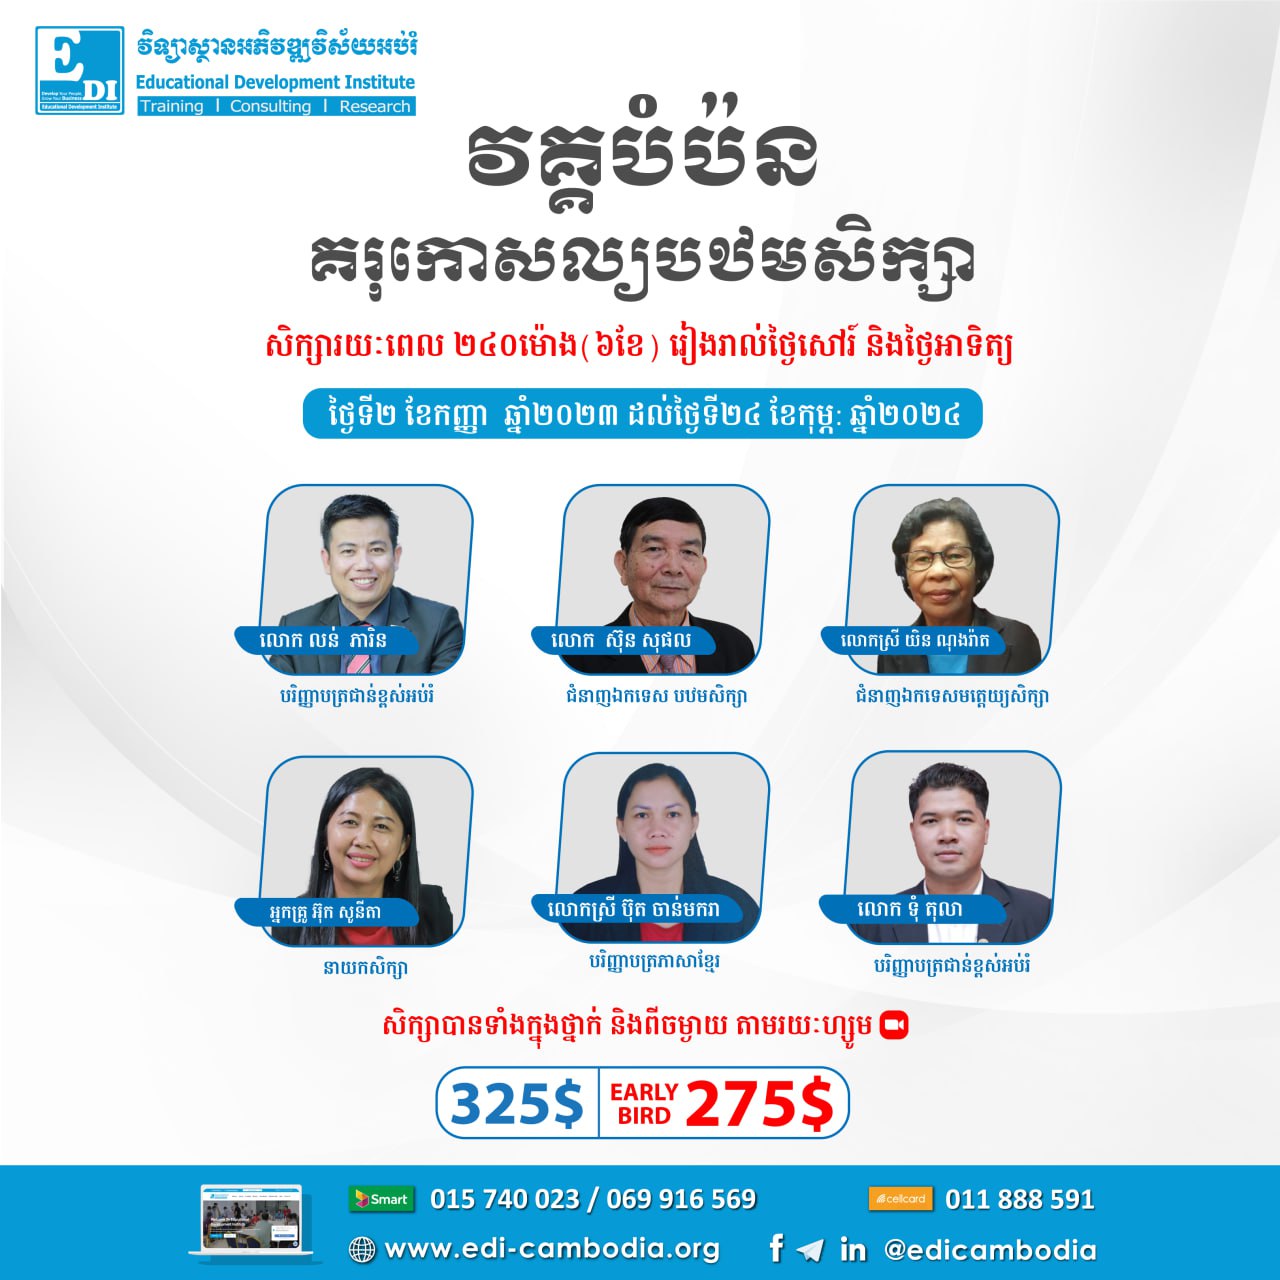 វិទ្យាស្ថានអភិវឌ្ឍវិស័យអប់រំ
Educational Development Institute
Training | Consulting | Research
EDI
Develop Your People, Grow Your Business
Educational Development Institute
វគ្គបំប៉ន
គរុកោសល្យបឋមសិក្សា
សិក្សារយៈពេល ២៤០ម៉ោង(៦ខែ) រៀងរាល់ថ្ងៃសៅរ៍ និងថ្ងៃអាទិត្យ
ថ្ងៃទី២ ខែកញ្ញា ឆ្នាំ២០២៣ ដល់ថ្ងៃទី២៤ ខែកុម្ភៈ ឆ្នាំ២០២៤
លោក លន់ ភារិន
លោក ស៊ុន សុផល
លោកស្រី យិន ណុងរ៉ាត
បរិញ្ញាបត្រជាន់ខ្ពស់អប់រំ
ជំនាញឯកទេស បឋមសិក្សា
ជំនាញឯកទេសមត្តេយ្យសិក្សា
អ្នកគ្រូ អ៊ុក សូនីតា
លោកស្រី ប៊ុត ចាន់មករា
លោក ទុំ តុលា
នាយកសិក្សា
បរិញ្ញាបត្រភាសាខ្មែរ
បរិញ្ញាបត្រជាន់ខ្ពស់អប់រំ
សិក្សាបានទាំងក្នុងថ្នាក់ និងពីចម្ងាយ តាមរយៈហ្សូម
325$ EARLY BIRD 275$
Smart 015 740 023 / 069 916 569 cellcard 011 888 591
www.edi-cambodia.org @edicambodia